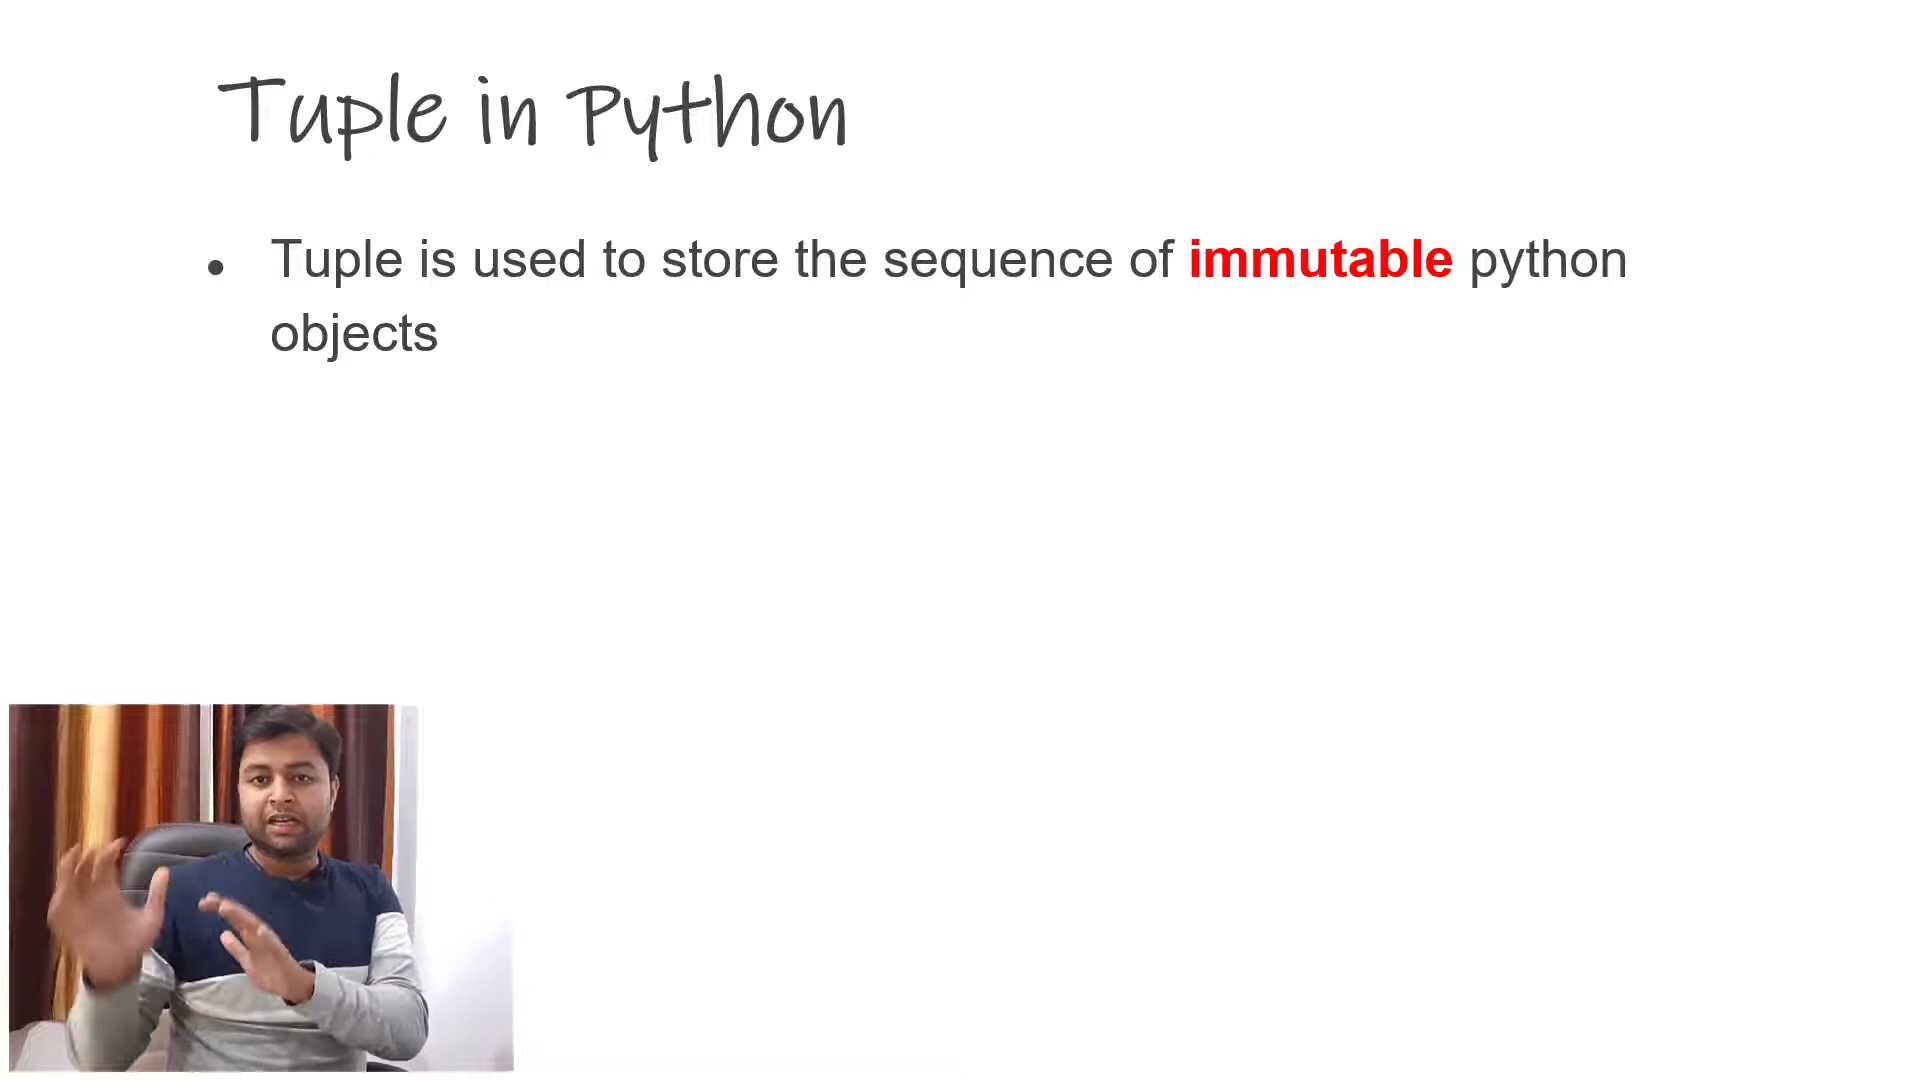 Tuple in Python
● Tuple is used to store the sequence of immutable python
objects